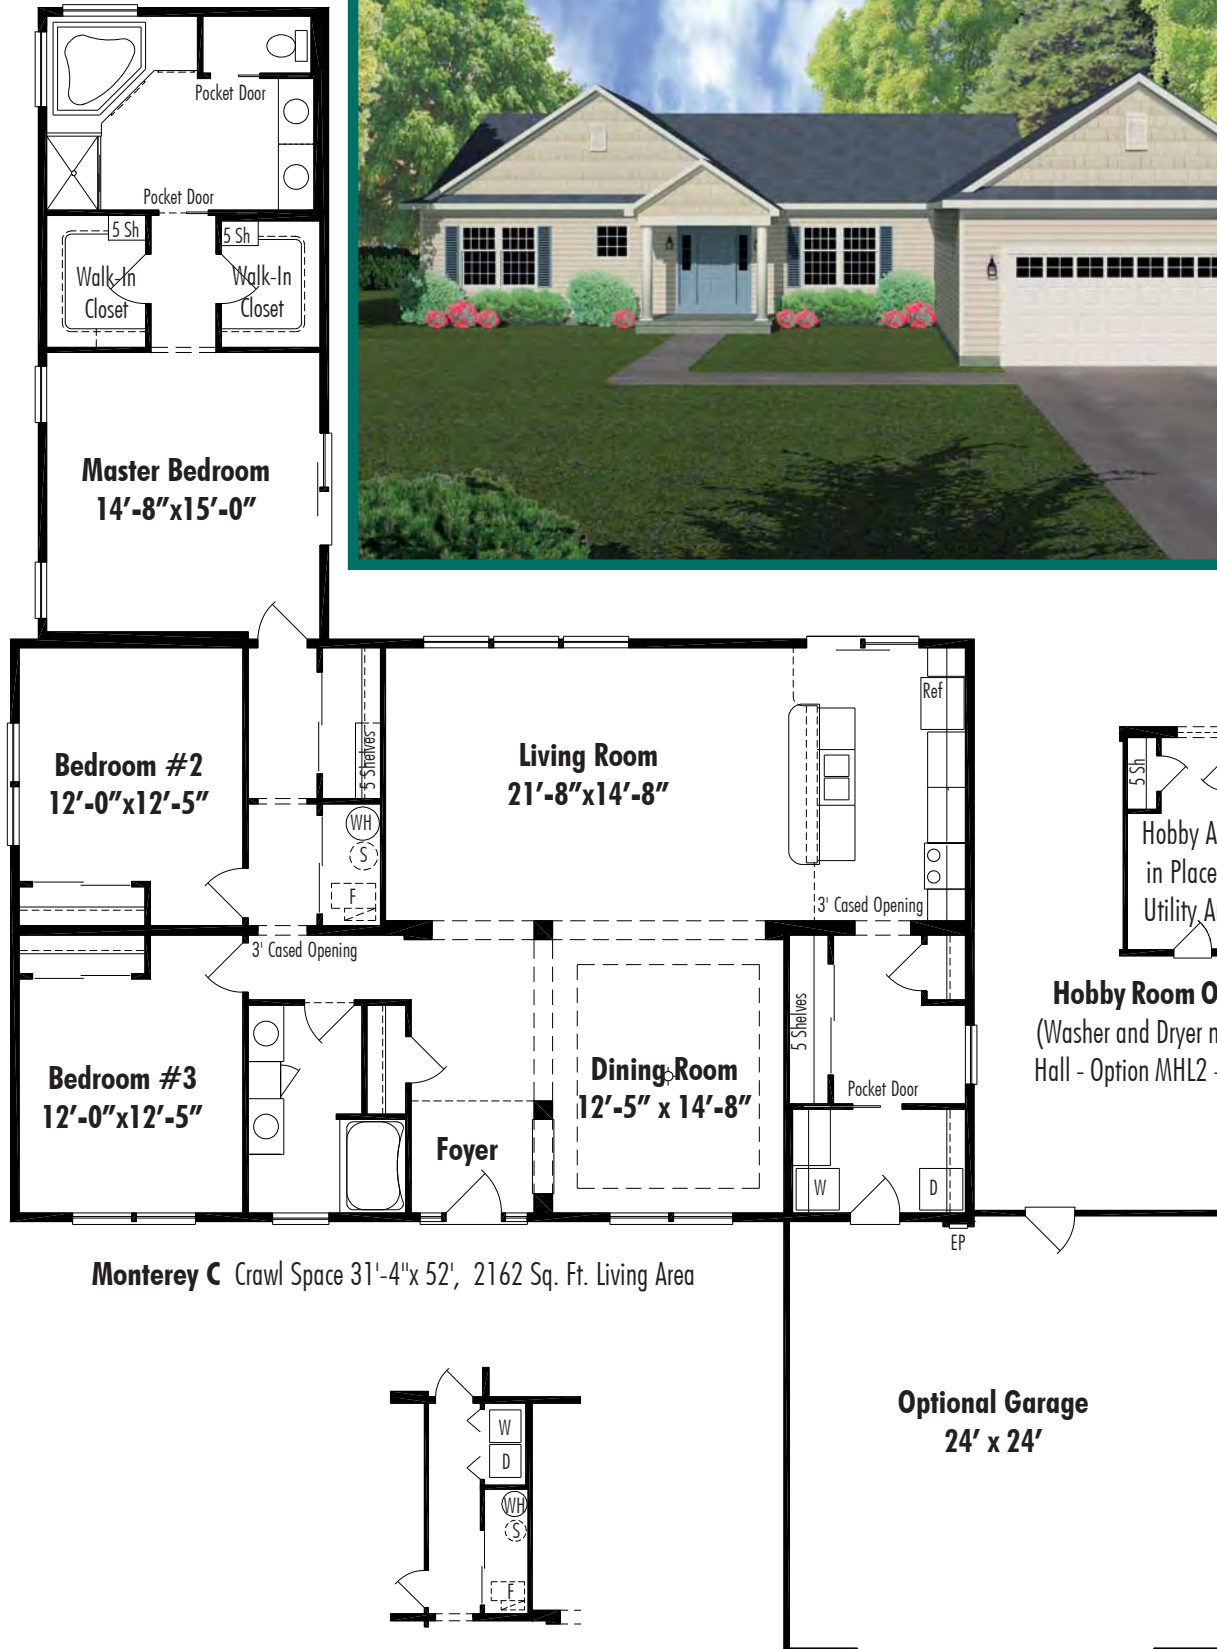 Pocket Door
Pocket Door
5 Sh
5 Sh
Walk-In
Closet
Walk-In
Closet
Master Bedroom
14'-8"x15'-0"
Bedroom #2
12'-0"x12'-5"
5 Shelves
WH
S
F
Living Room
21'-8"x14'-8"
Ref
3' Cased Opening
3' Cased Opening
5 Sh
Hobby A
in Place
Utility A
Hobby Room O
(Washer and Dryer
Hall - Option MHL2 -
Bedroom #3
12'-0"x12'-5"
Foyer
Dining Room
12'-5" x 14'-8"
5 Shelves
Pocket Door
W
D
EP
Monterey C Crawl Space 31'-4"x 52', 2162 Sq. Ft. Living Area
W
D
WH
S
F
Optional Garage
24' x 24'